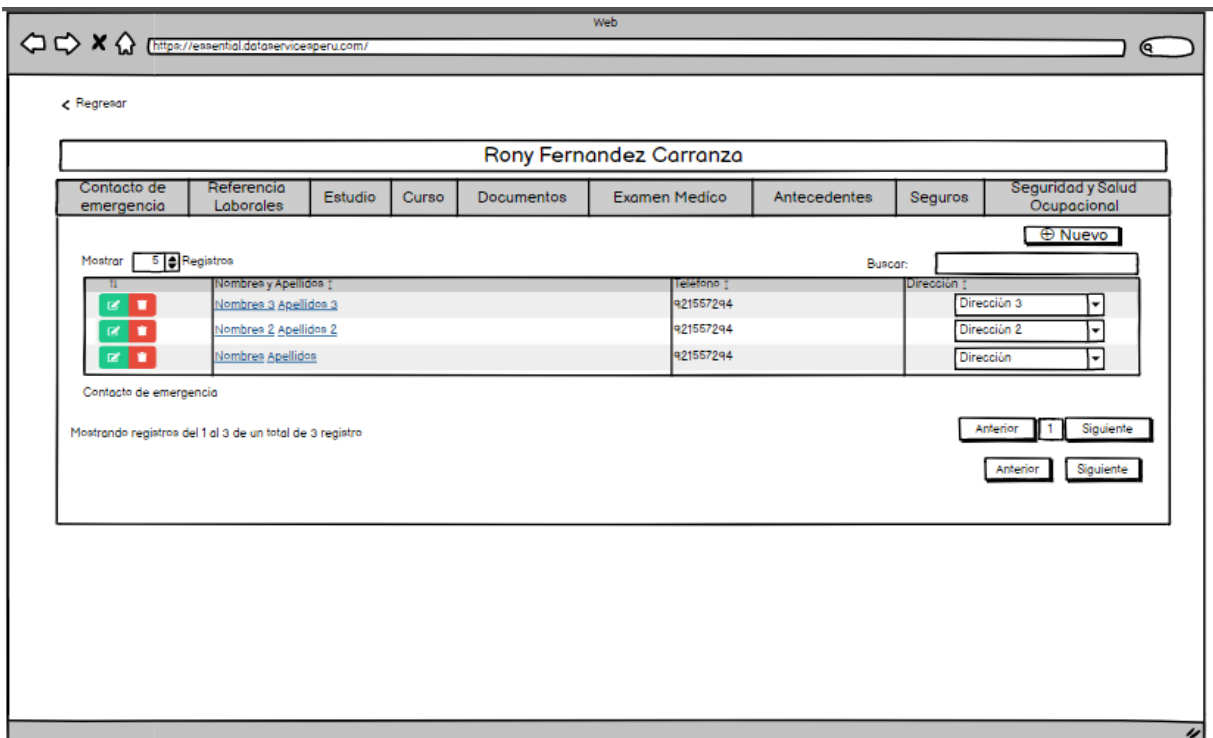 Web
https://essential.dataservicesperu.com/
Regresar
Rony Fernandez Carranza
Contacto de emergencia
Referencia Laborales
Estudio
Curso
Documentos
Examen Medico
Antecedentes
Seguros
Seguridad y Salud Ocupacional
Nuevo
Mostrar 5 Registros
Buscar:
Nombres y Apellidos Teléfono Dirección
Nombres 3 Apellidos 3 921557294 Dirección 3
Nombres 2 Apellidos 2 921557294 Dirección 2
Nombres Apellidos 921557294 Dirección
Contacto de emergencia
Mostrando registros del 1 al 3 de un total de 3 registro
Anterior 1 Siguiente
Anterior Siguiente